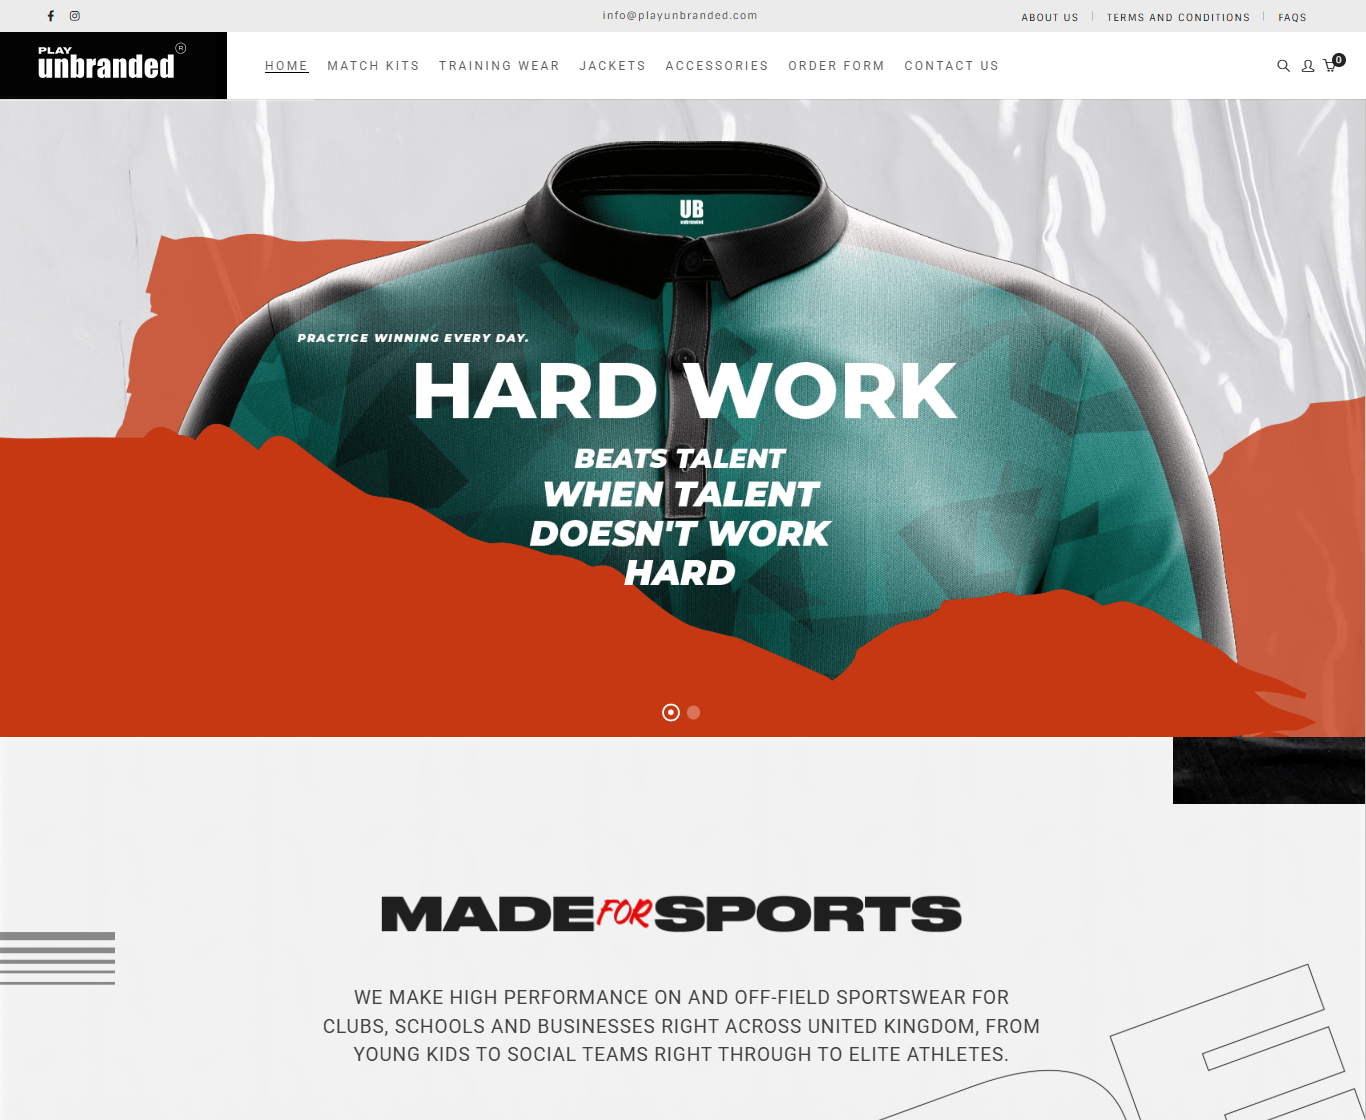 info@playunbranded.com
ABOUT US
TERMS AND CONDITIONS
FAQS
PLAY
unbranded®
HOME
MATCH KITS
TRAINING WEAR
JACKETS
ACCESSORIES
ORDER FORM
CONTACT US
0
UB
unbranded
PRACTICE WINNING EVERY DAY.
HARD WORK
BEATS TALENT
WHEN TALENT
DOESN'T WORK
HARD
MADE FOR SPORTS
WE MAKE HIGH PERFORMANCE ON AND OFF-FIELD SPORTSWEAR FOR
CLUBS, SCHOOLS AND BUSINESSES RIGHT ACROSS UNITED KINGDOM, FROM
YOUNG KIDS TO SOCIAL TEAMS RIGHT THROUGH TO ELITE ATHLETES.